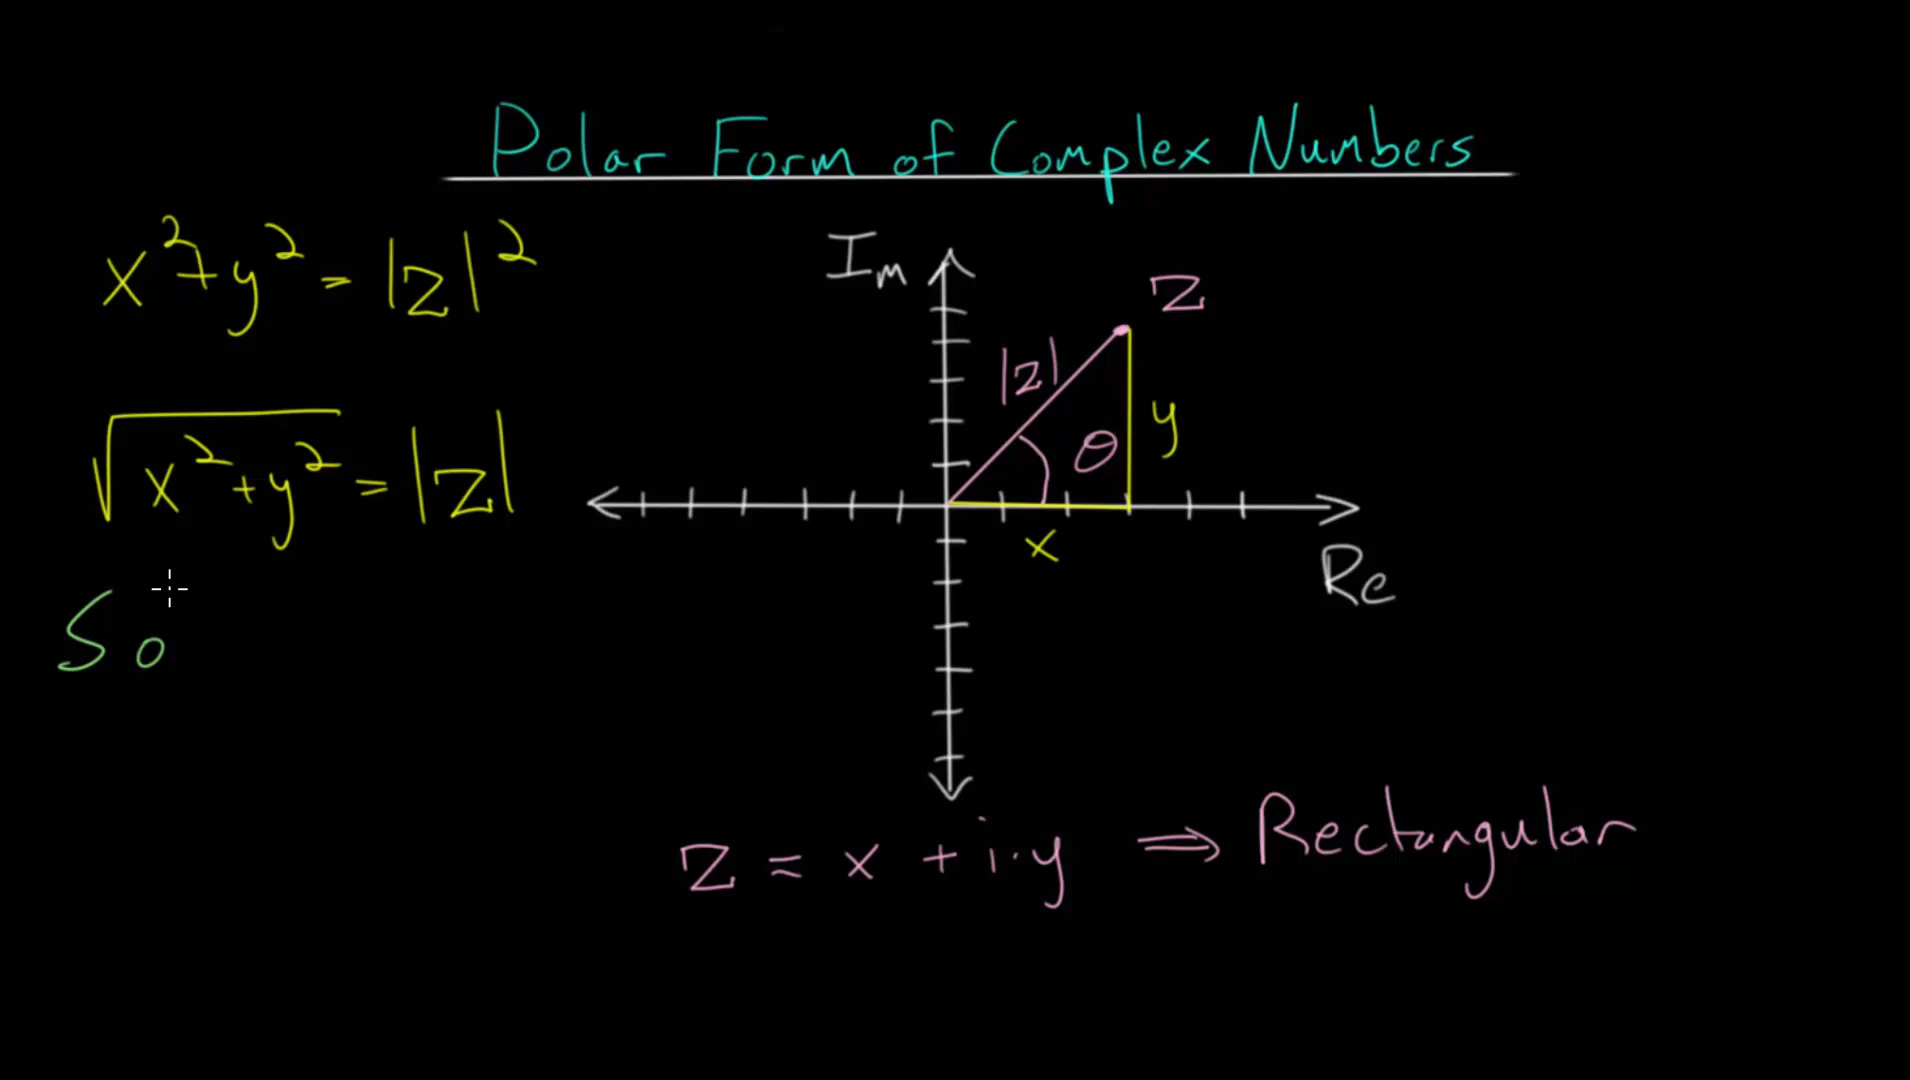 Polar Form of Complex Numbers
x² + y² = |z|²
√(x² + y²) = |z|
So
Im
z
|z|
θ
y
x
Re
z = x + i·y ⇒ Rectangular